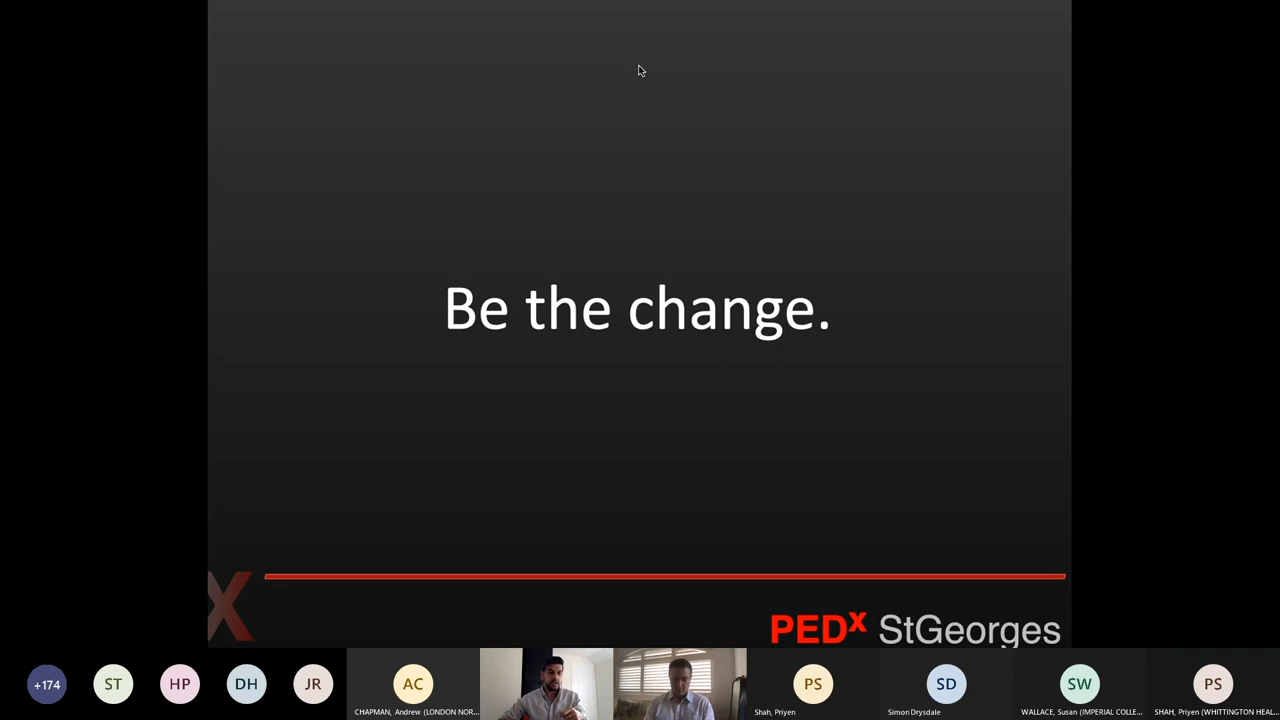 Be the change.
X
PEDx StGeorges
+174
ST
HP
DH
JR
AC
CHAPMAN, Andrew (LONDON NOR...
PS
Shah, Priyen
SD
Simon Drysdale
SW
WALLACE, Susan (IMPERIAL COLLE...
PS
SHAH, Priyen (WHITTINGTON HEAL...